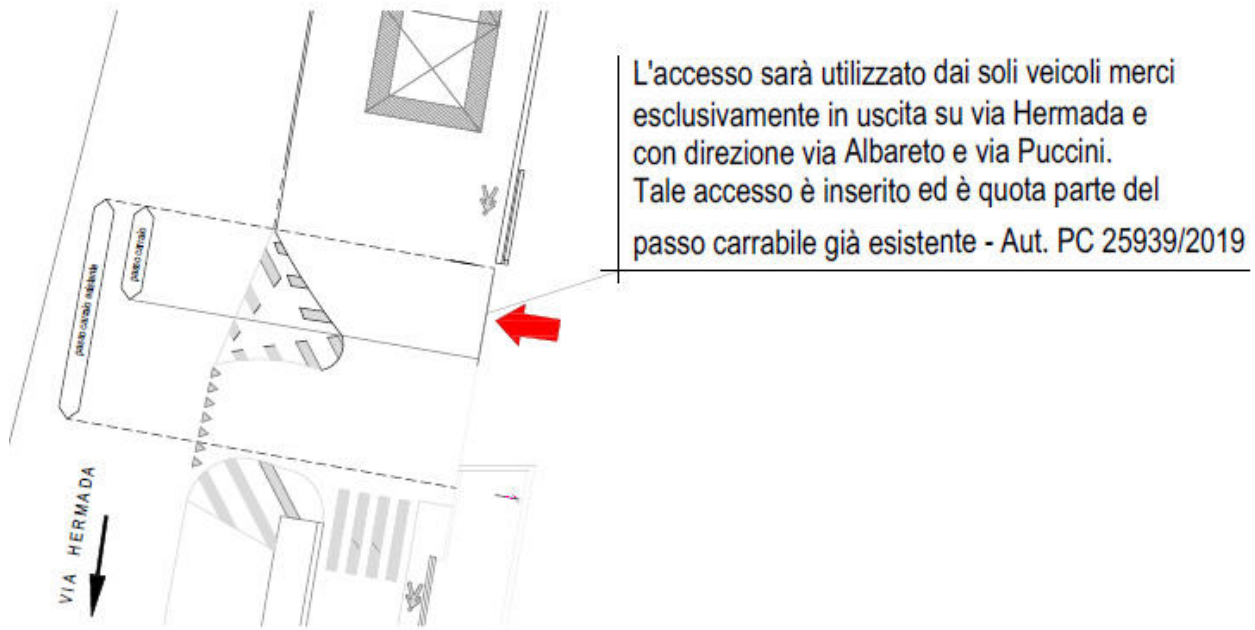 L'accesso sarà utilizzato dai soli veicoli merci
esclusivamente in uscita su via Hermada e
con direzione via Albareto e via Puccini.
Tale accesso è inserito ed è quota parte del
passo carrabile già esistente - Aut. PC 25939/2019
passo carraio esistente
passo carraio
VIA HERMADA